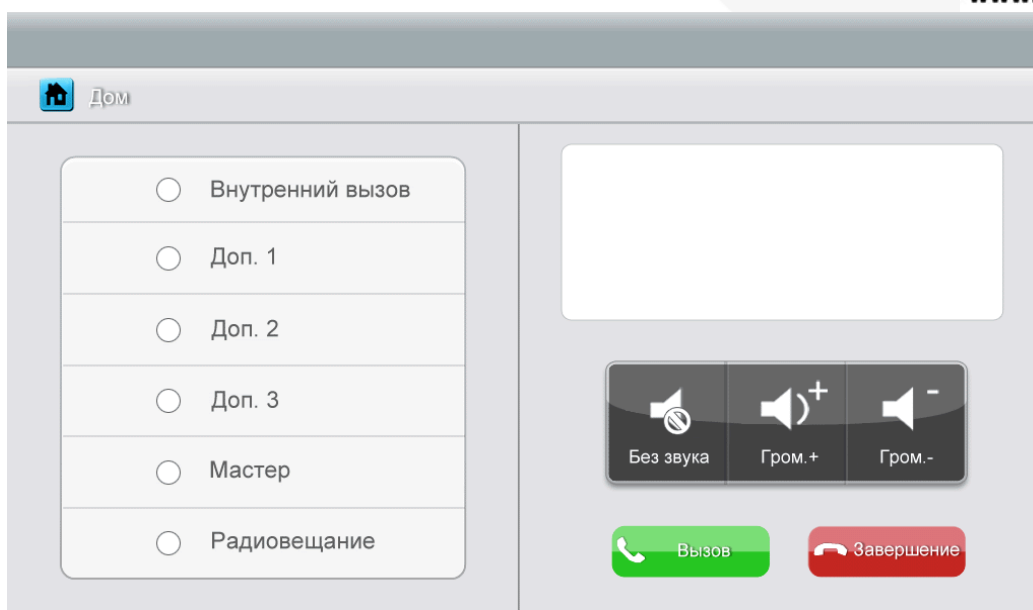 Дом
Внутренний вызов
Доп. 1
Доп. 2
Доп. 3
Мастер
Радиовещание
Без звука
Гром.+
Гром.-
Вызов
Завершение